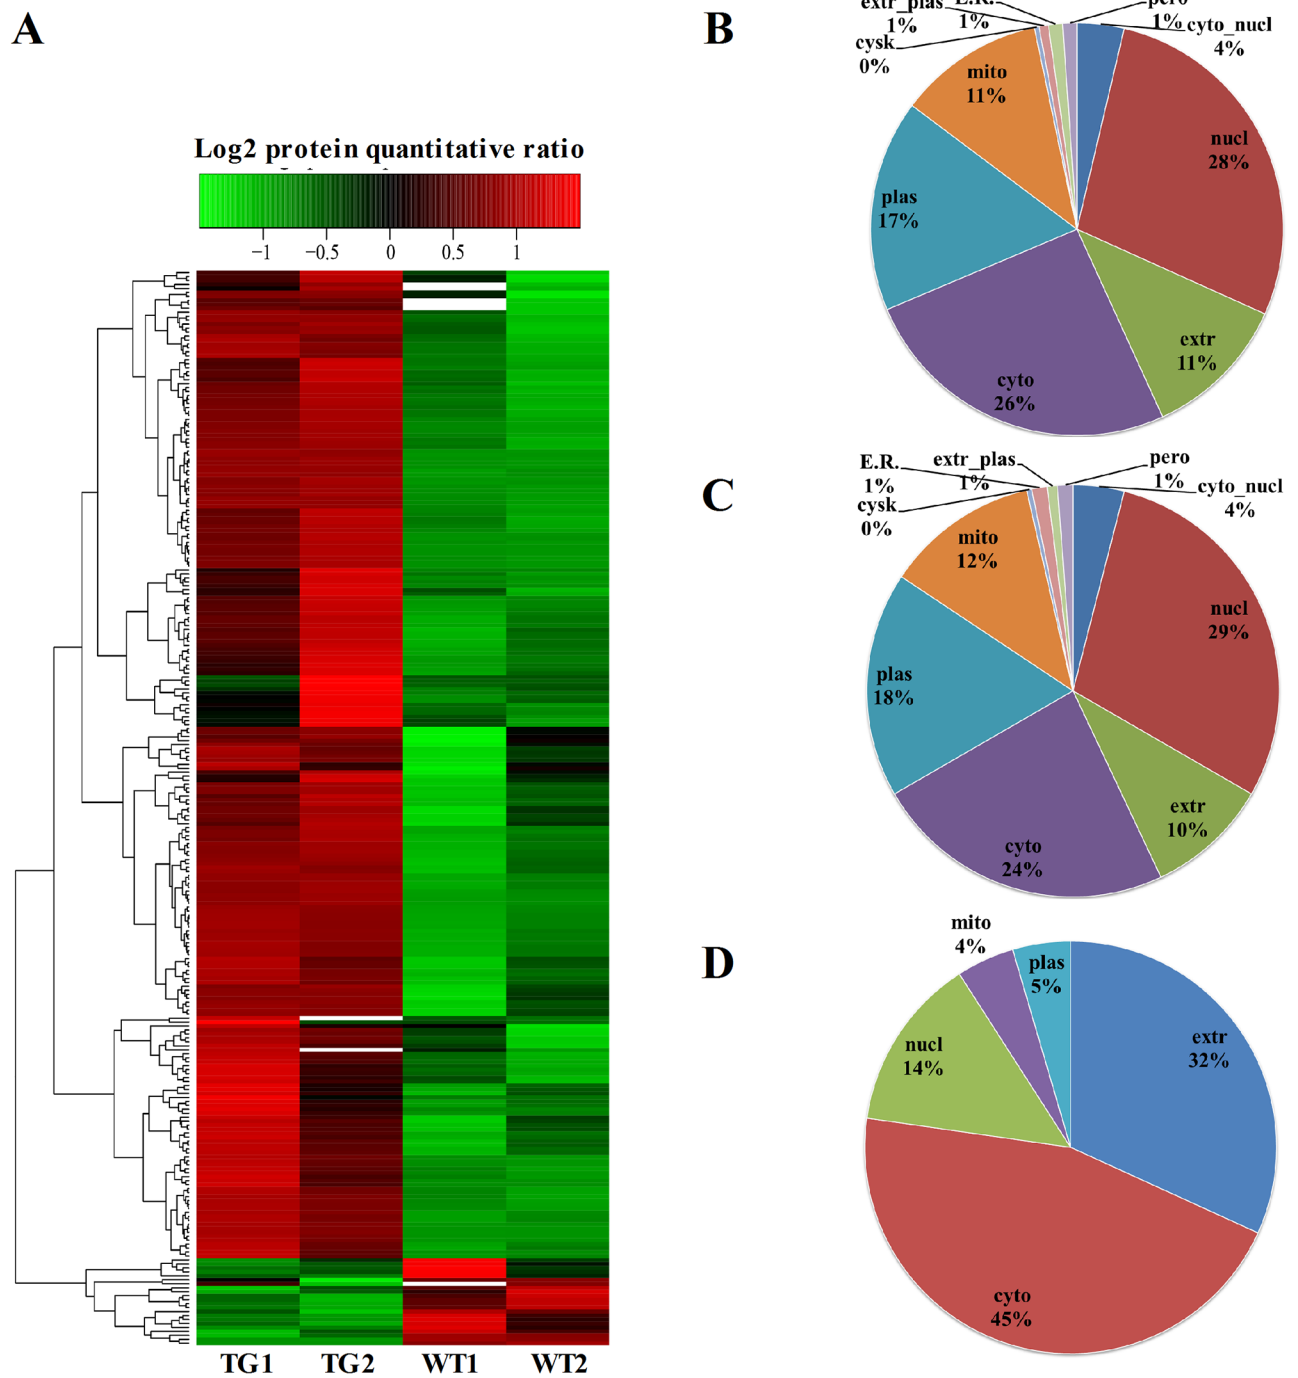 A
Log2 protein quantitative ratio
−1
−0.5
0
0.5
1
TG1
TG2
WT1
WT2
B
extr_plas
1%
E.R.
1%
pero
1%
cyto_nucl
4%
cysk
0%
mito
11%
nucl
28%
plas
17%
extr
11%
cyto
26%
C
E.R.
1%
extr_plas
1%
pero
1%
cyto_nucl
4%
cysk
0%
mito
12%
nucl
29%
plas
18%
extr
10%
cyto
24%
D
mito
4%
plas
5%
extr
32%
nucl
14%
cyto
45%